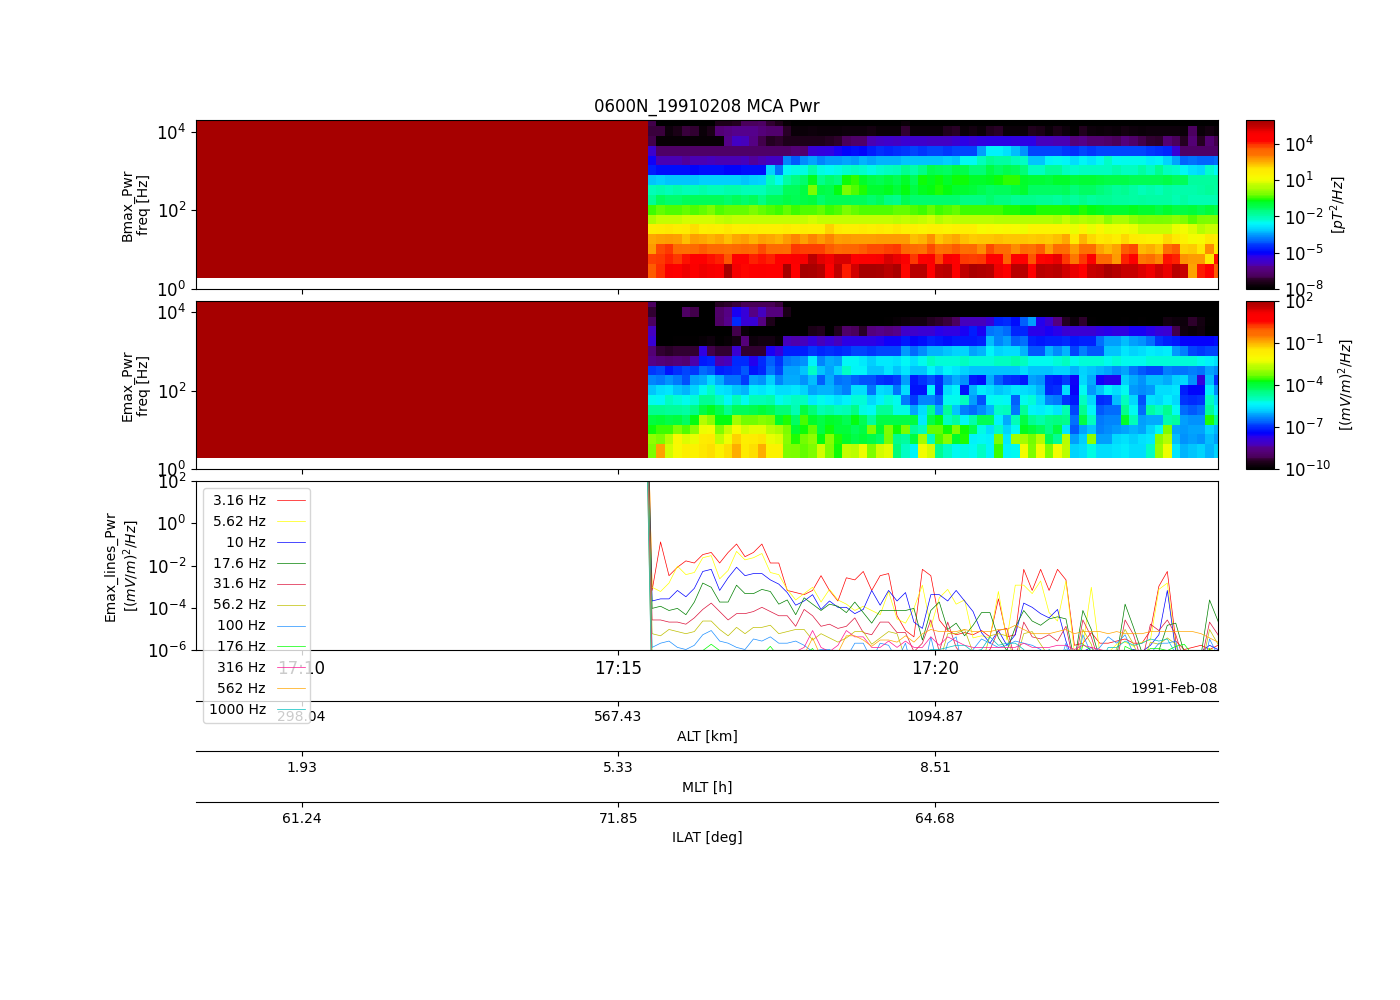 0600N_19910208 MCA Pwr
10^4
10^2
10^0
Bmax_Pwr
freq [Hz]
10^4
10^1
10^-2
10^-5
10^-8
[pT^2/Hz]
10^4
10^2
10^0
Emax_Pwr
freq [Hz]
10^2
10^-1
10^-4
10^-7
10^-10
[(mV/m)^2/Hz]
10^2
10^0
10^-2
10^-4
10^-6
Emax_lines_Pwr
[(mV/m)^2/Hz]
3.16 Hz
5.62 Hz
10 Hz
17.6 Hz
31.6 Hz
56.2 Hz
100 Hz
176 Hz
316 Hz
562 Hz
1000 Hz
17:10 17:15 17:20
1991-Feb-08
298.04 567.43 1094.87
ALT [km]
1.93 5.33 8.51
MLT [h]
61.24 71.85 64.68
ILAT [deg]